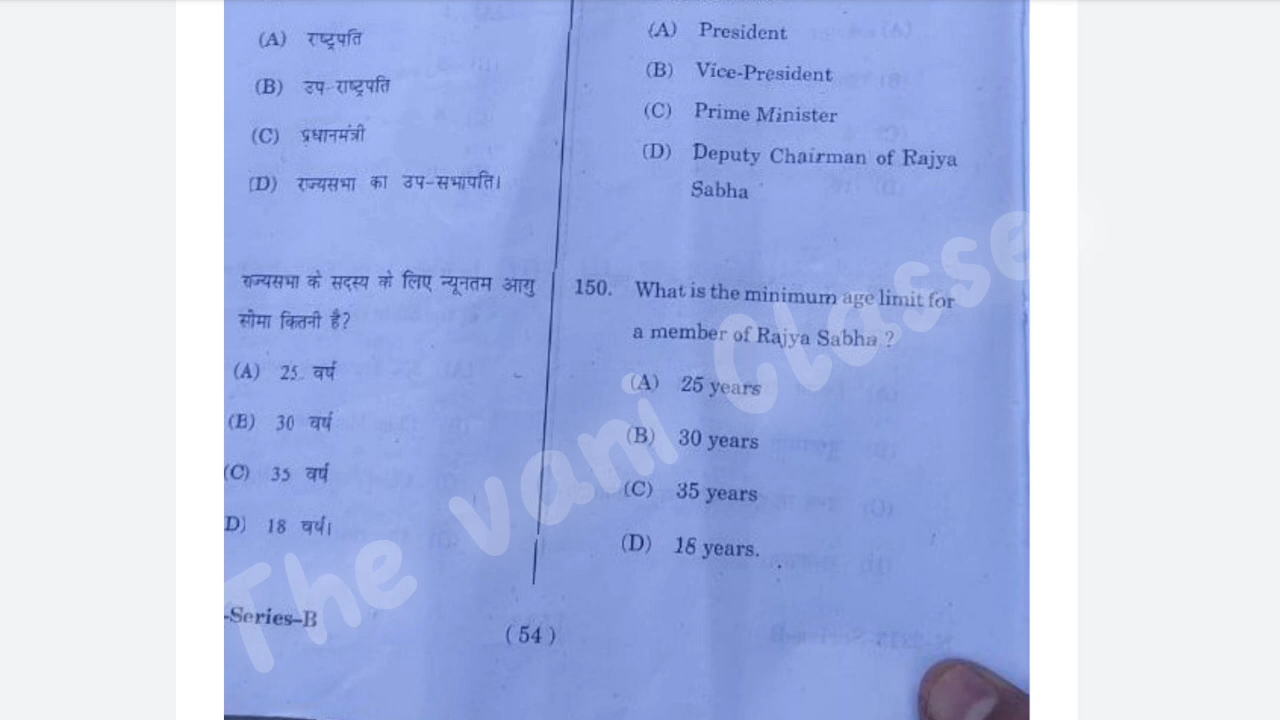 (A) राष्ट्रपति
(B) उप-राष्ट्रपति
(C) प्रधानमंत्री
(D) राज्यसभा का उप-सभापति।
राज्यसभा के सदस्य के लिए न्यूनतम आयु
सीमा कितनी है?
(A) 25 वर्ष
(B) 30 वर्ष
(C) 35 वर्ष
D) 18 वर्ष।
-Series-B
(A) President
(B) Vice-President
(C) Prime Minister
(D) Deputy Chairman of Rajya
Sabha
150. What is the minimum age limit for
a member of Rajya Sabha ?
(A) 25 years
(B) 30 years
(C) 35 years
(D) 18 years.
(54)
The vani Classes